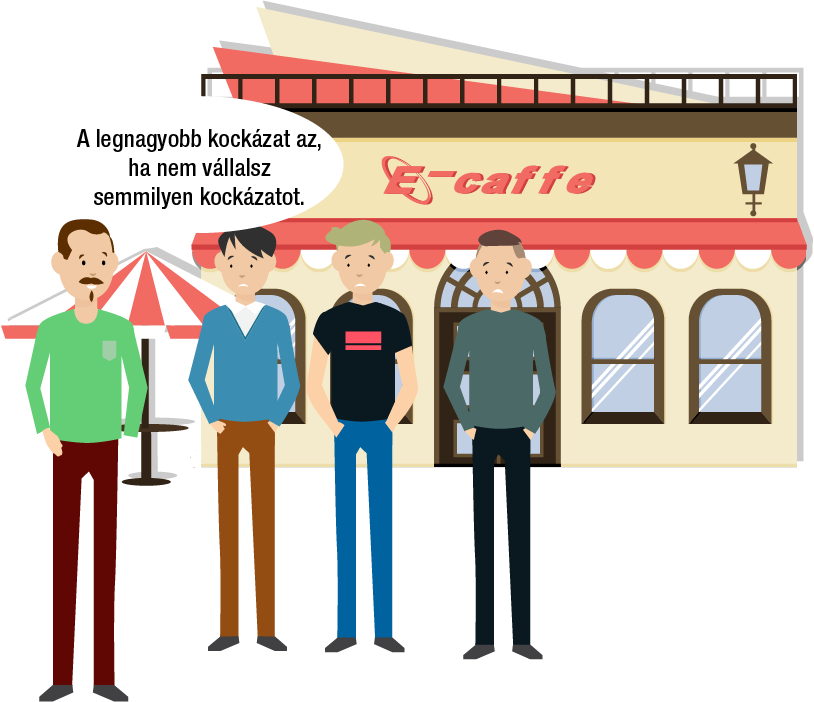 A legnagyobb kockázat az,
ha nem vállalsz
semmilyen kockázatot.
E-caffe